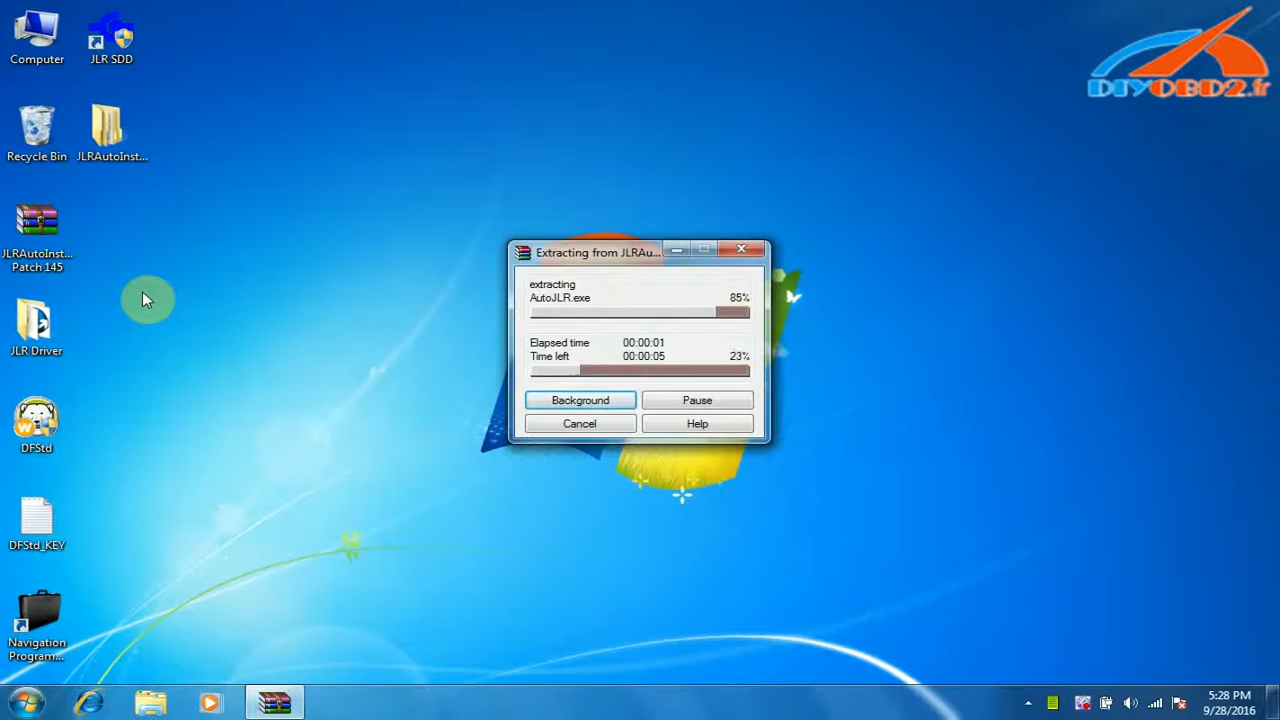 Computer
JLR SDD
DIYOBD2.fr
Recycle Bin
JLRAutoInst...
JLRAutoInst...
Patch 145
JLR Driver
DFStd
DFStd_KEY
Navigation
Program...
Extracting from JLRAu...
extracting
AutoJLR.exe 85%
Elapsed time 00:00:01
Time left 00:00:05 23%
Background Pause
Cancel Help
5:28 PM
9/28/2016